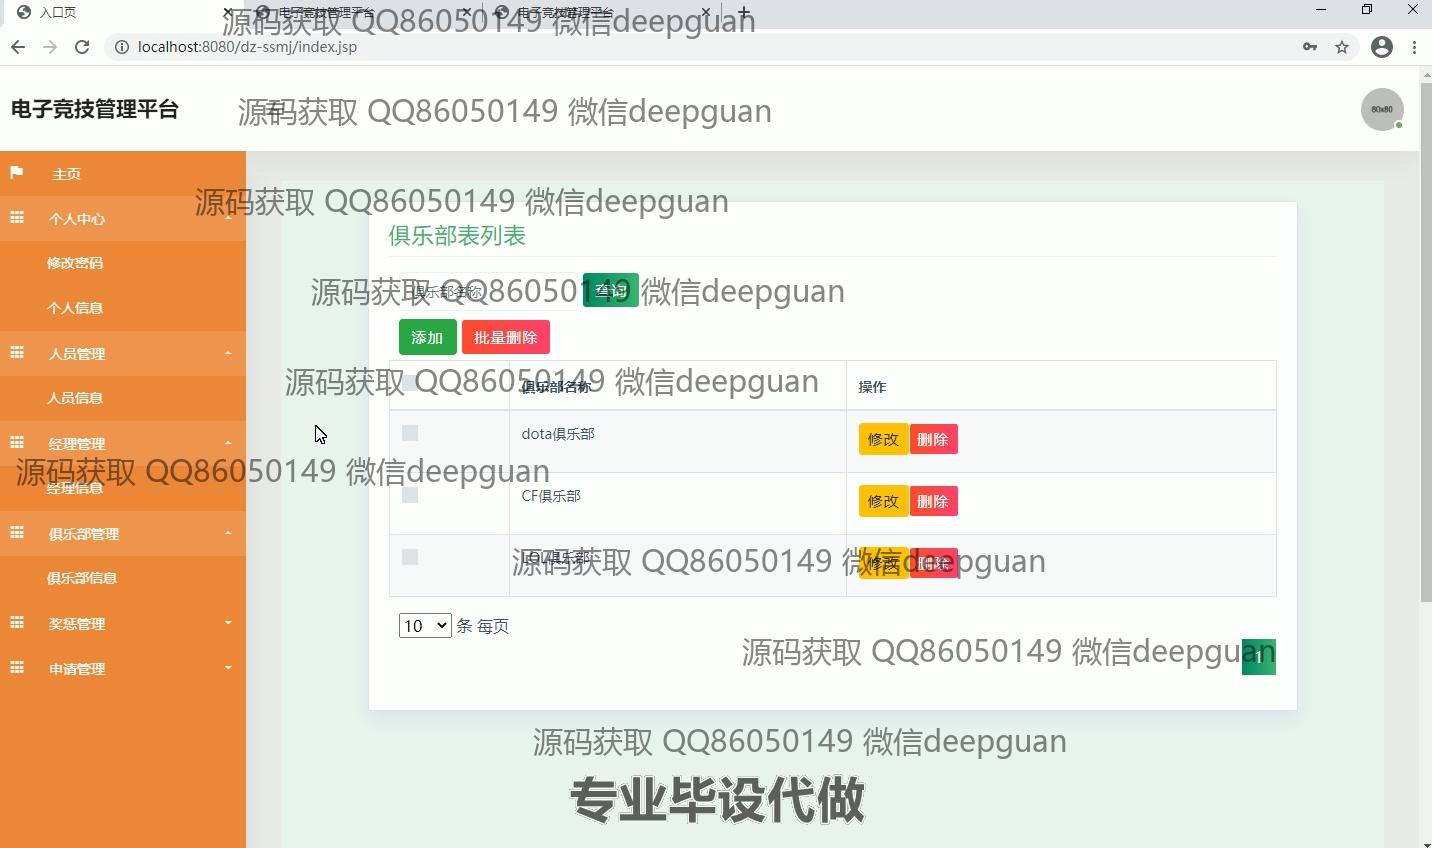 入口页
电子竞技管理平台
电子竞技管理平台
源码获取 QQ86050149 微信deepguan
localhost:8080/dz-ssmj/index.jsp
电子竞技管理平台
源码获取 QQ86050149 微信deepguan
80x80
主页
个人中心
源码获取 QQ86050149 微信deepguan
修改密码
个人信息
人员管理
人员信息
经理管理
经理信息
俱乐部管理
俱乐部信息
奖惩管理
申请管理
俱乐部表列表
俱乐部名称
查询
源码获取 QQ86050149 微信deepguan
添加
批量删除
源码获取 QQ86050149 微信deepguan
俱乐部名称
操作
dota俱乐部
修改
删除
源码获取 QQ86050149 微信deepguan
CF俱乐部
修改
删除
俱乐部
修改
删除
源码获取 QQ86050149 微信deepguan
10 条 每页
源码获取 QQ86050149 微信deepguan
1
源码获取 QQ86050149 微信deepguan
专业毕设代做